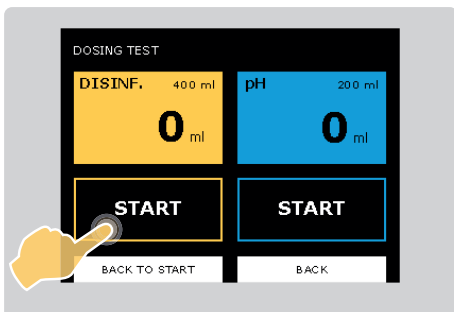 DOSING TEST
DISINF. 400 ml
0 ml
pH 200 ml
0 ml
START
START
BACK TO START
BACK